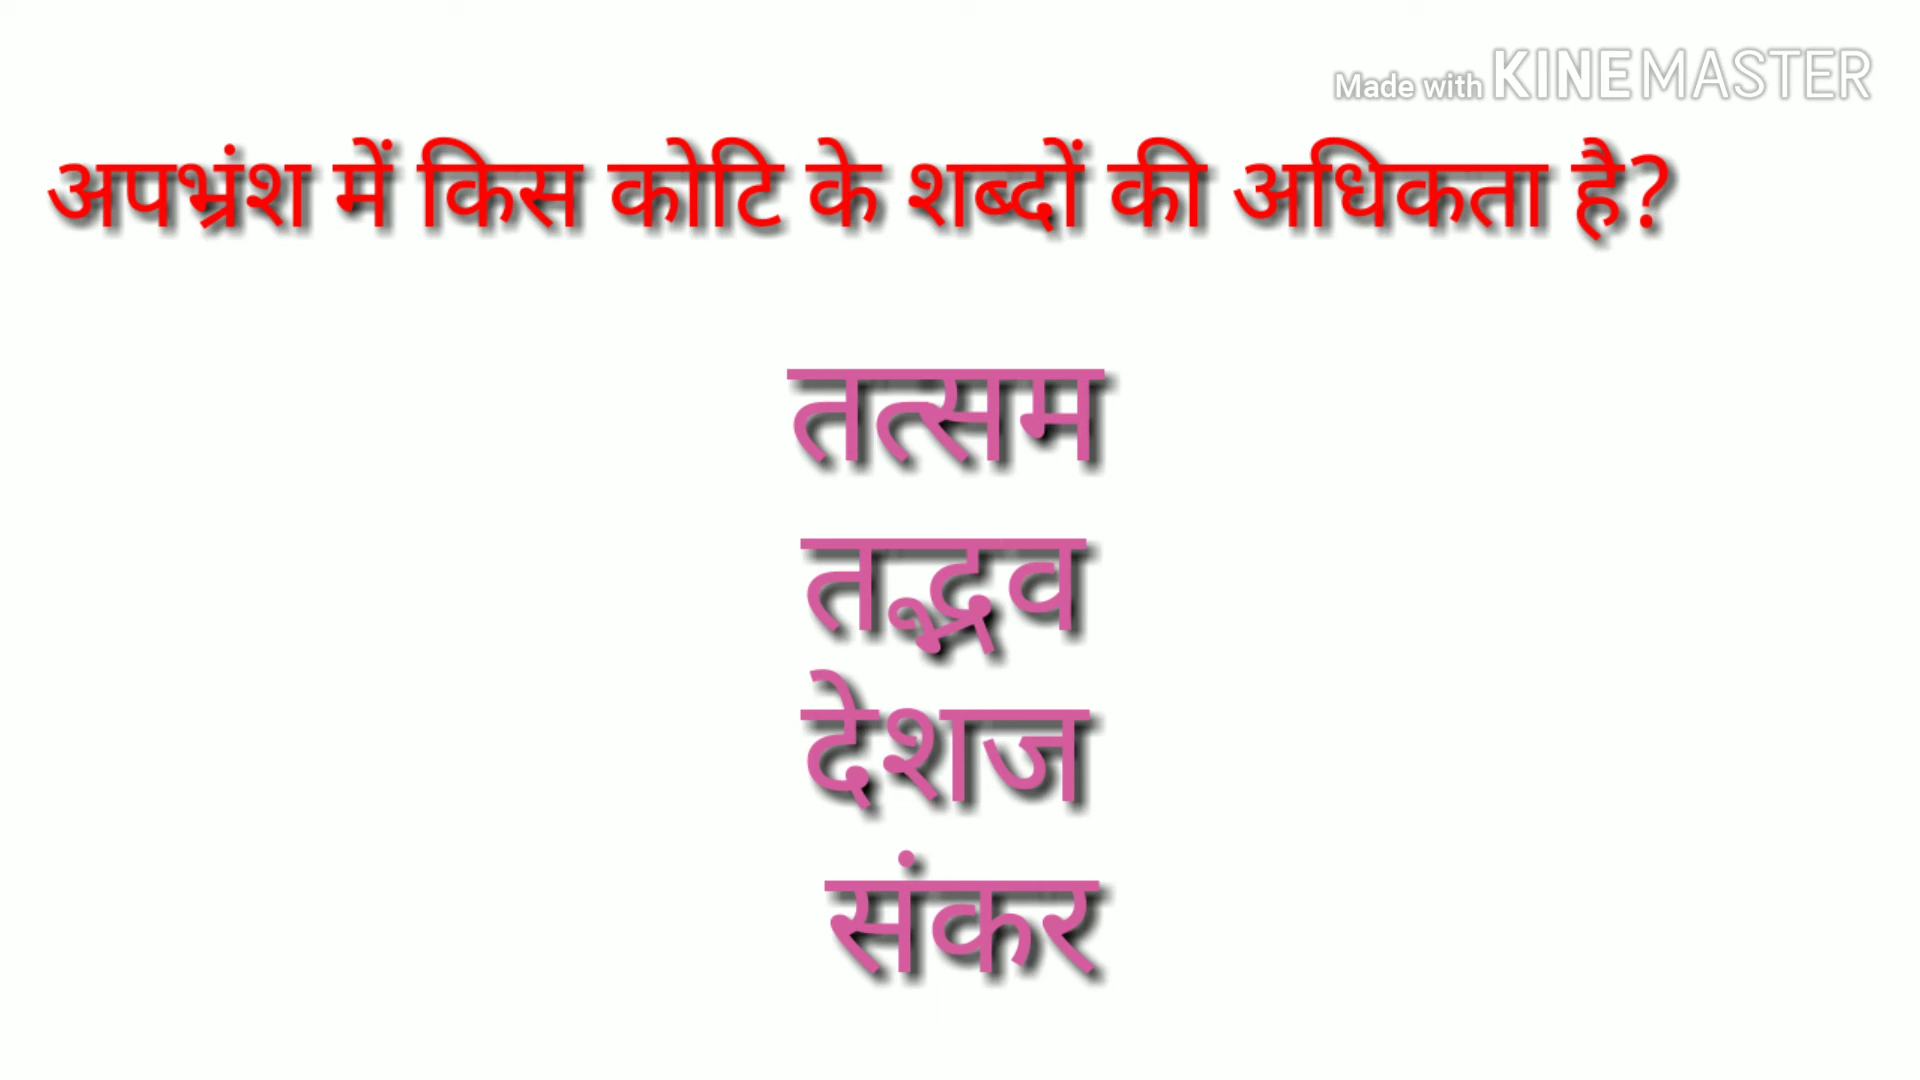 Made with KINEMASTER
अपभ्रंश में किस कोटि के शब्दों की अधिकता है?
तत्सम
तद्भव
देशज
संकर